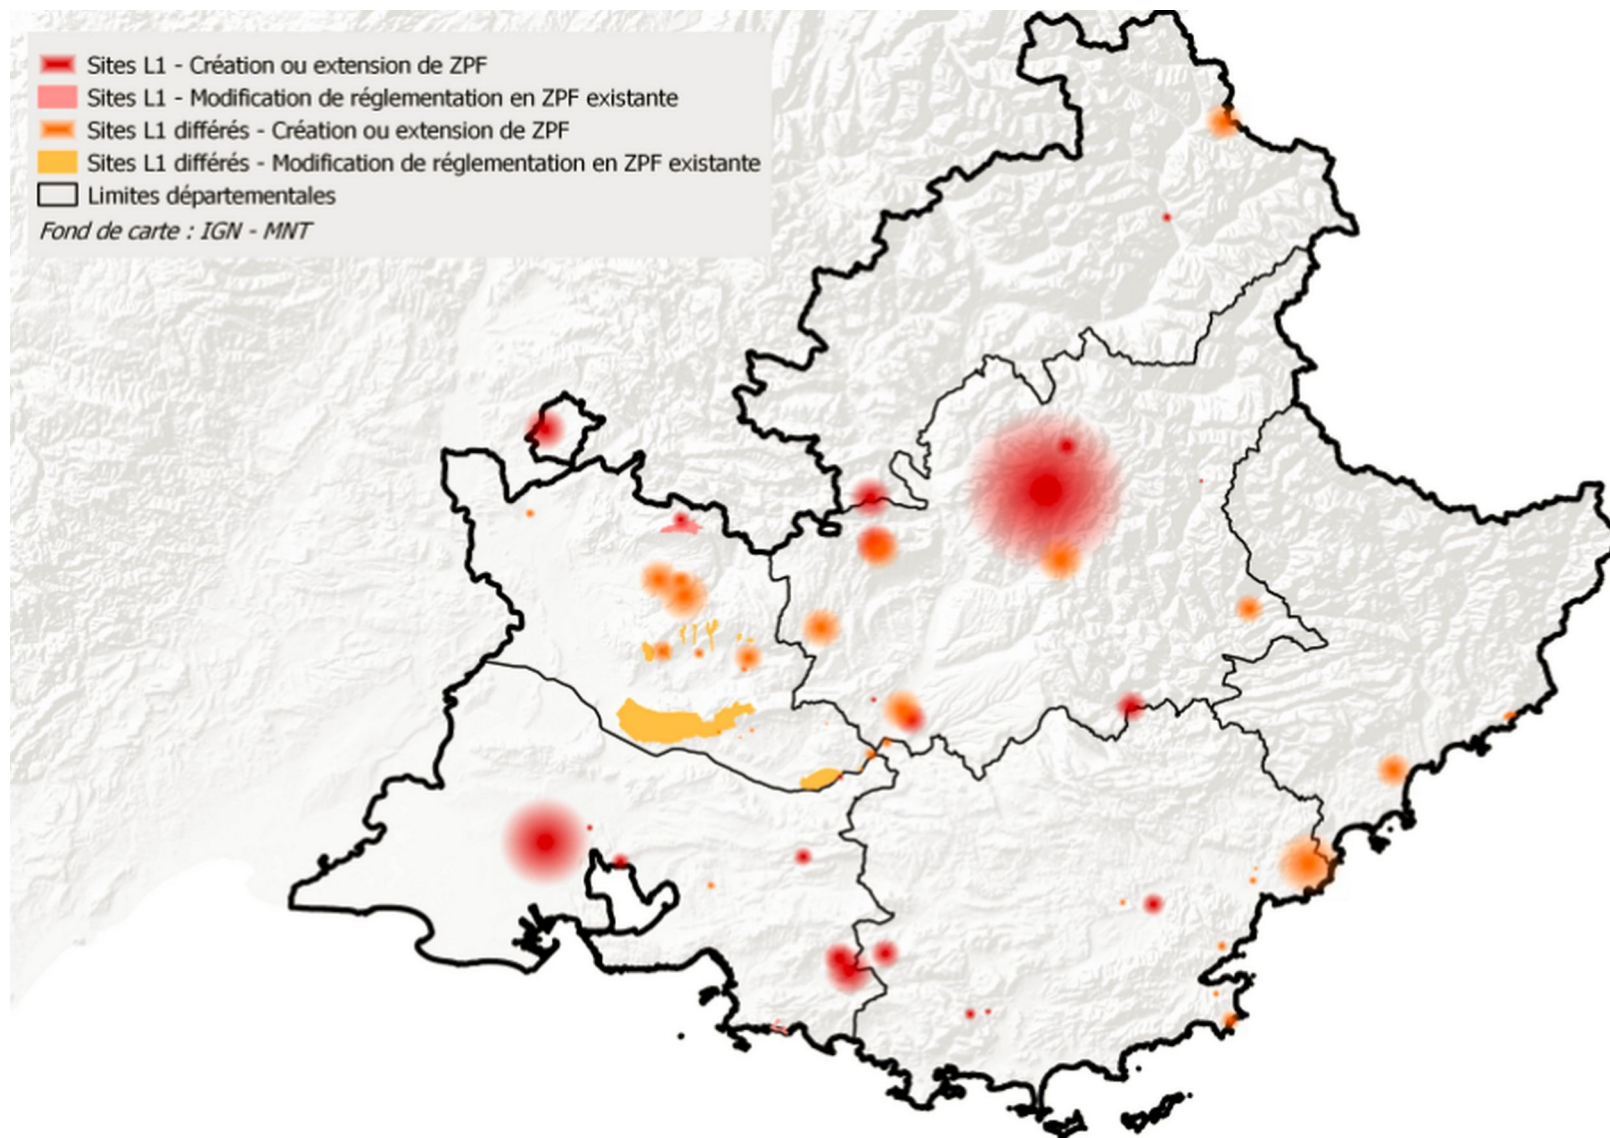 Sites L1 - Création ou extension de ZPF
Sites L1 - Modification de réglementation en ZPF existante
Sites L1 différés - Création ou extension de ZPF
Sites L1 différés - Modification de réglementation en ZPF existante
Limites départementales
Fond de carte : IGN - MNT